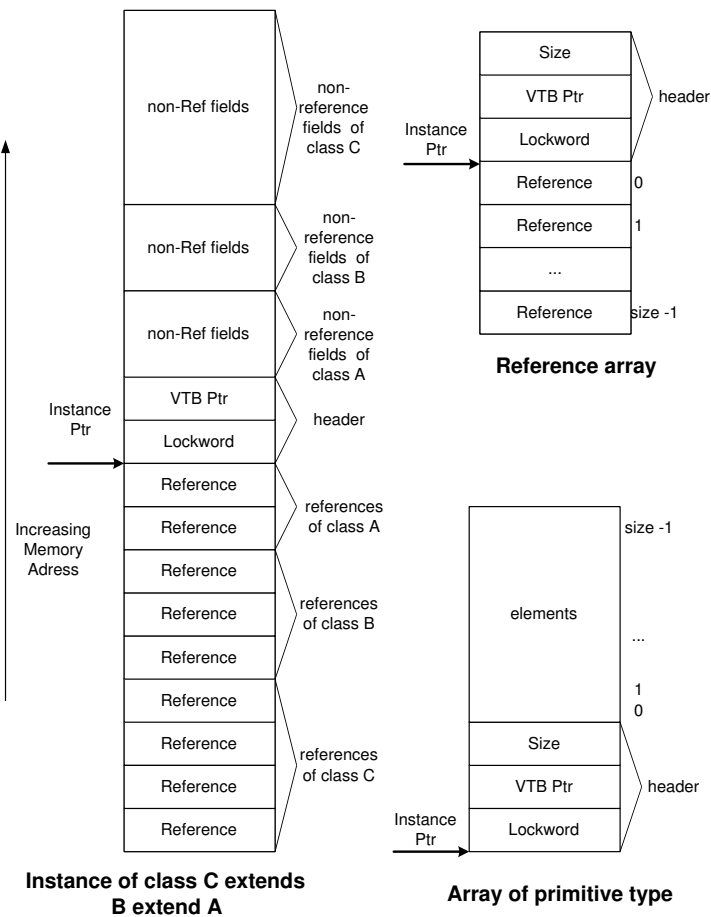 non-Ref fields
non-
reference
fields of
class C
non-Ref fields
non-
reference
fields of
class B
non-Ref fields
non-
reference
fields of
class A
VTB Ptr
Lockword
header
Instance
Ptr
Reference
Reference
references
of class A
Reference
Reference
Reference
references
of class B
Reference
Reference
Reference
Reference
references
of class C
Increasing
Memory
Adress
Instance of class C extends
B extend A
Size
VTB Ptr
Lockword
header
Instance
Ptr
Reference 0
Reference 1
...
Reference size -1
Reference array
size -1
elements
...
1
0
Size
VTB Ptr
Lockword
header
Instance
Ptr
Array of primitive type